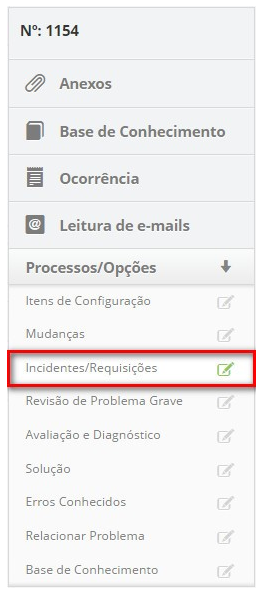 Nº: 1154
Anexos
Base de Conhecimento
Ocorrência
Leitura de e-mails
Processos/Opções
Itens de Configuração
Mudanças
Incidentes/Requisições
Revisão de Problema Grave
Avaliação e Diagnóstico
Solução
Erros Conhecidos
Relacionar Problema
Base de Conhecimento